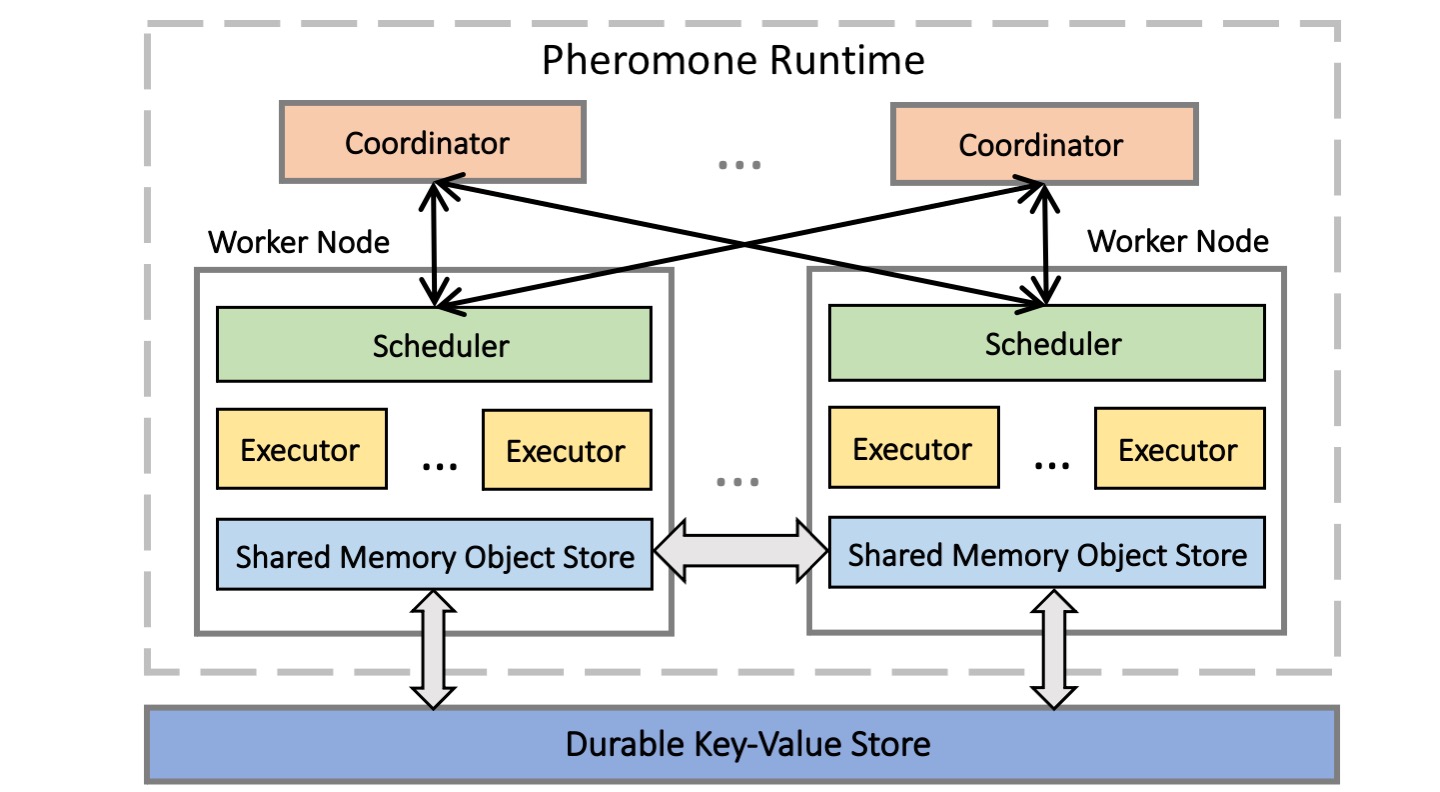 Pheromone Runtime
Coordinator
...
Coordinator
Worker Node
Worker Node
Scheduler
Scheduler
Executor
...
Executor
...
Executor
...
Executor
Shared Memory Object Store
Shared Memory Object Store
Durable Key-Value Store